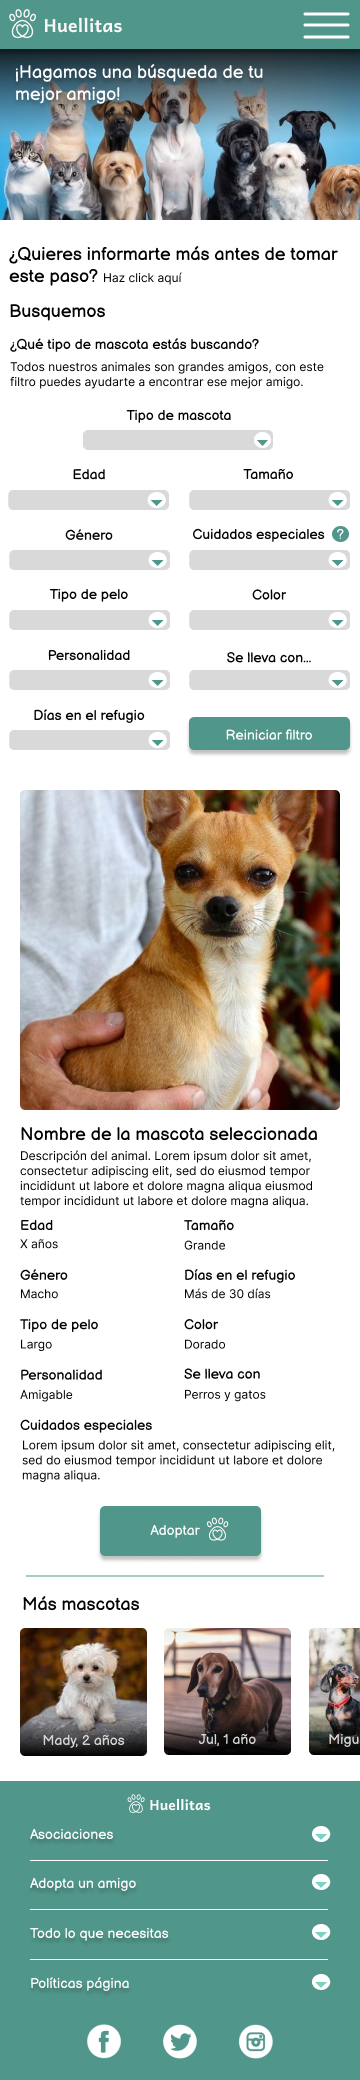 Huellitas
¡Hagamos una búsqueda de tu
mejor amigo!
¿Quieres informarte más antes de tomar
este paso? Haz click aquí
Busquemos
¿Qué tipo de mascota estás buscando?
Todos nuestros animales son grandes amigos, con este
filtro puedes ayudarte a encontrar ese mejor amigo.
Tipo de mascota
Edad
Tamaño
Género
Cuidados especiales ?
Tipo de pelo
Color
Personalidad
Se lleva con...
Días en el refugio
Reiniciar filtro
Nombre de la mascota seleccionada
Descripción del animal. Lorem ipsum dolor sit amet,
consectetur adipiscing elit, sed do eiusmod tempor
incididunt ut labore et dolore magna aliqua eiusmod
tempor incididunt ut labore et dolore magna aliqua.
Edad
X años
Tamaño
Grande
Género
Macho
Días en el refugio
Más de 30 días
Tipo de pelo
Largo
Color
Dorado
Personalidad
Amigable
Se lleva con
Perros y gatos
Cuidados especiales
Lorem ipsum dolor sit amet, consectetur adipiscing elit,
sed do eiusmod tempor incididunt ut labore et dolore
magna aliqua.
Adoptar
Más mascotas
Mady, 2 años
Jul, 1 año
Migu
Huellitas
Asociaciones
Adopta un amigo
Todo lo que necesitas
Políticas página